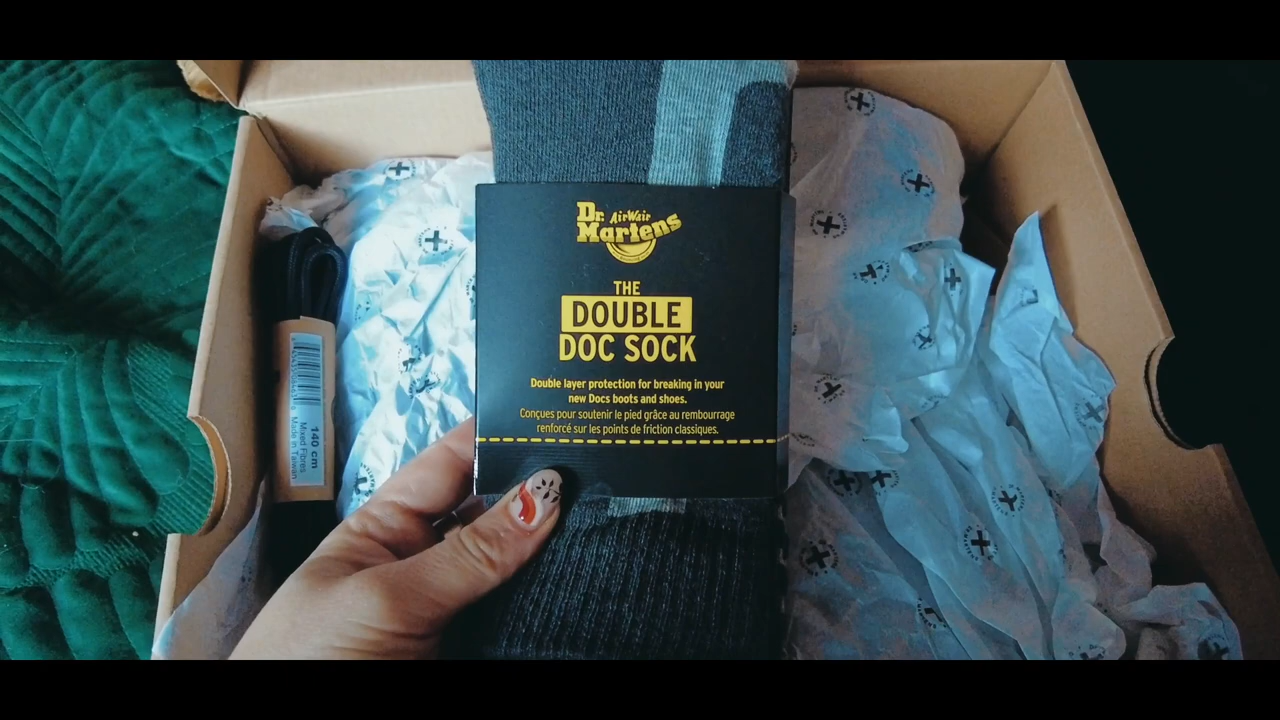 Dr. AirWair
Martens
THE
DOUBLE
DOC SOCK
Double layer protection for breaking in your
new Docs boots and shoes.
Conçues pour soutenir le pied grâce au rembourrage
renforcé sur les points de friction classiques.
140 cm
Mixed Fibres
Made in Taiwan